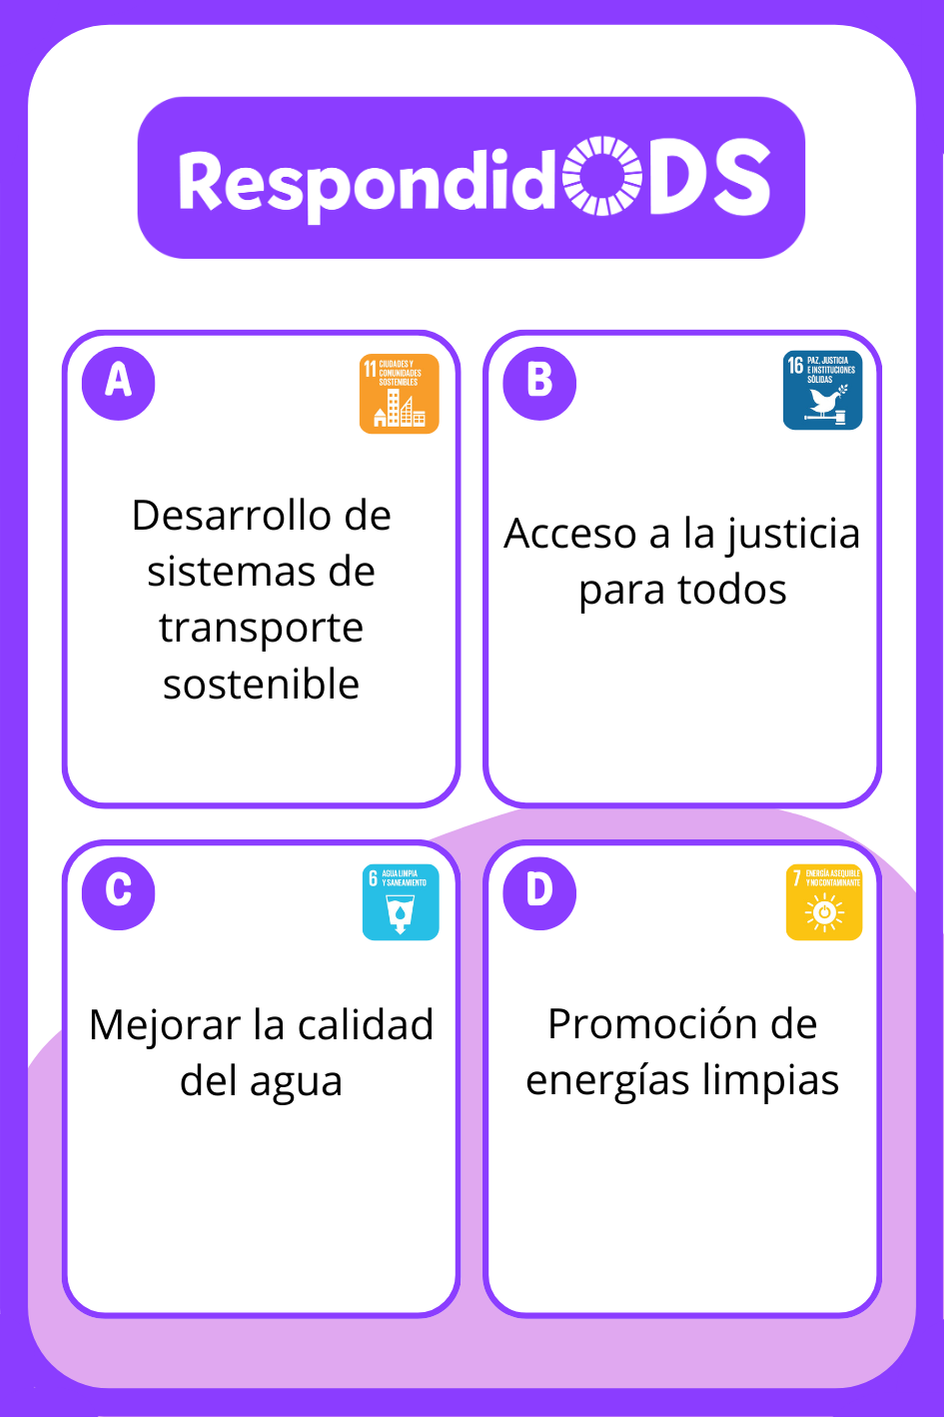 RespondidODS
A
11 CIUDADES Y
COMUNIDADES
SOSTENIBLES
Desarrollo de
sistemas de
transporte
sostenible
B
16 PAZ, JUSTICIA
E INSTITUCIONES
SÓLIDAS
Acceso a la justicia
para todos
C
6 AGUA LIMPIA
Y SANEAMIENTO
Mejorar la calidad
del agua
D
7 ENERGÍA ASEQUIBLE
Y NO CONTAMINANTE
Promoción de
energías limpias